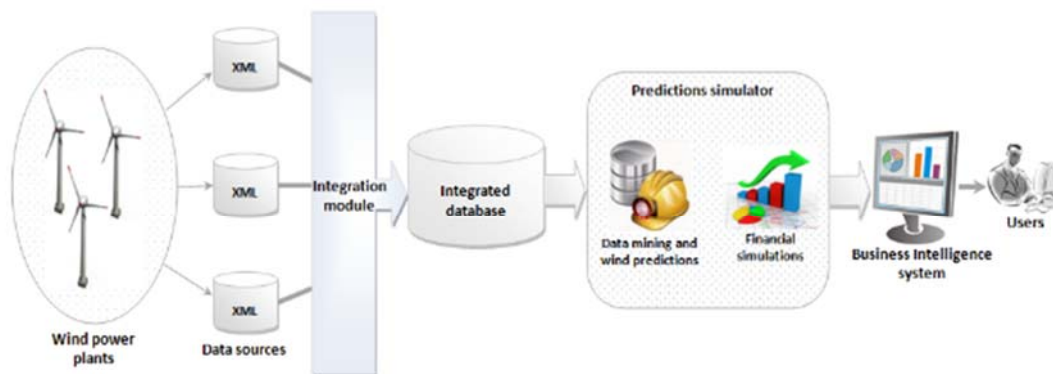 XML
XML
XML
Wind power
plants
Data sources
Integration
module
Integrated
database
Predictions simulator
Data mining and
wind predictions
Financial
simulations
Business Intelligence
system
Users